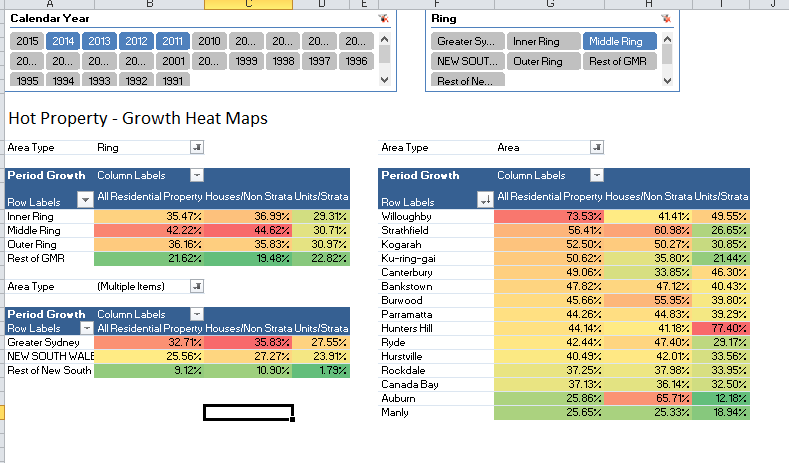 A B C D E F G H I J
Calendar Year
2015 2014 2013 2012 2011 2010 20... 20... 20... 20...
20... 20... 20... 20... 2001 20... 1999 1998 1997 1996
1995 1994 1993 1992 1991
Ring
Greater Sy... Inner Ring Middle Ring
NEW SOUT... Outer Ring Rest of GMR
Rest of Ne...
Hot Property - Growth Heat Maps
Area Type Ring
Period Growth Column Labels
Row Labels All Residential Property Houses/Non Strata Units/Strata
Inner Ring 35.47% 36.99% 29.31%
Middle Ring 42.22% 44.62% 30.71%
Outer Ring 36.16% 35.83% 30.97%
Rest of GMR 21.62% 19.48% 22.82%
Area Type (Multiple Items)
Period Growth Column Labels
Row Labels All Residential Property Houses/Non Strata Units/Strata
Greater Sydney 32.71% 35.83% 27.55%
NEW SOUTH WALE 25.56% 27.27% 23.91%
Rest of New South 9.12% 10.90% 1.79%
Area Type Area
Period Growth Column Labels
Row Labels All Residential Property Houses/Non Strata Units/Strata
Willoughby 73.53% 41.41% 49.55%
Strathfield 56.41% 60.98% 26.65%
Kogarah 52.50% 50.27% 30.85%
Ku-ring-gai 50.62% 35.80% 21.44%
Canterbury 49.06% 33.85% 46.30%
Bankstown 47.82% 47.12% 40.43%
Burwood 45.66% 55.95% 39.80%
Parramatta 44.26% 44.83% 39.29%
Hunters Hill 44.14% 41.18% 77.40%
Ryde 42.44% 47.40% 29.17%
Hurstville 40.49% 42.01% 33.56%
Rockdale 37.25% 37.98% 33.95%
Canada Bay 37.13% 36.14% 32.50%
Auburn 25.86% 65.71% 12.18%
Manly 25.65% 25.33% 18.94%